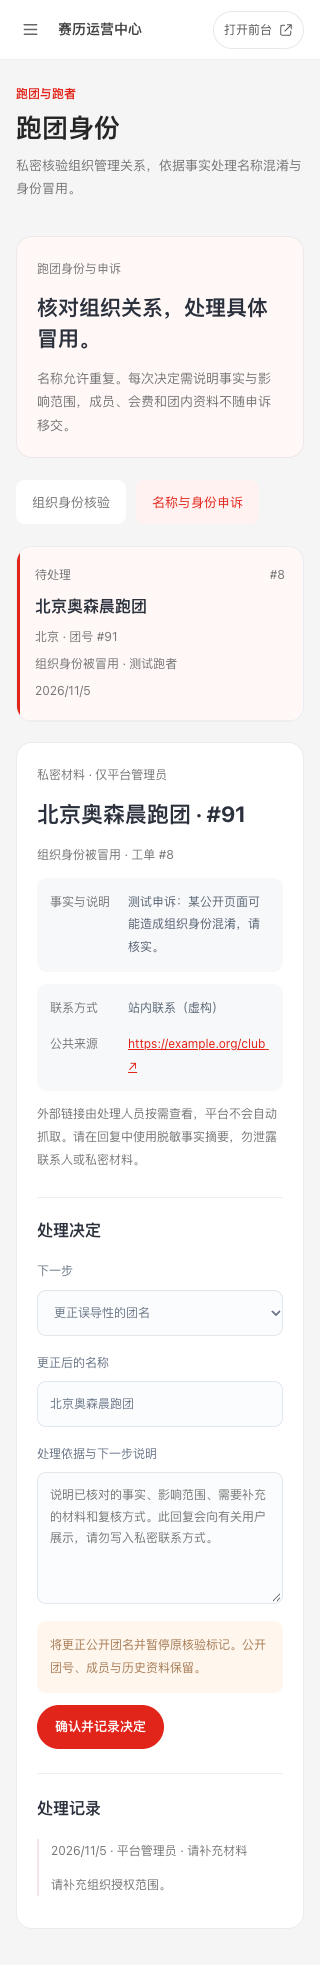 赛历运营中心
打开前台
跑团与跑者
跑团身份
私密核验组织管理关系，依据事实处理名称混淆与
身份冒用。
跑团身份与申诉
核对组织关系，处理具体
冒用。
名称允许重复。每次决定需说明事实与影
响范围，成员、会费和团内资料不随申诉
移交。
组织身份核验
名称与身份申诉
待处理
#8
北京奥森晨跑团
北京 · 团号 #91
组织身份被冒用 · 测试跑者
2026/11/5
私密材料 · 仅平台管理员
北京奥森晨跑团 · #91
组织身份被冒用 · 工单 #8
事实与说明
测试申诉：某公开页面可
能造成组织身份混淆，请
核实。
联系方式
站内联系（虚构）
公共来源
https://example.org/club
↗
外部链接由处理人员按需查看，平台不会自动
抓取。请在回复中使用脱敏事实摘要，勿泄露
联系人或私密材料。
处理决定
下一步
更正误导性的团名
更正后的名称
北京奥森晨跑团
处理依据与下一步说明
说明已核对的事实、影响范围、需要补充
的材料和复核方式。此回复会向有关用户
展示，请勿写入私密联系方式。
将更正公开团名并暂停原核验标记。公开
团号、成员与历史资料保留。
确认并记录决定
处理记录
2026/11/5 · 平台管理员 · 请补充材料
请补充组织授权范围。